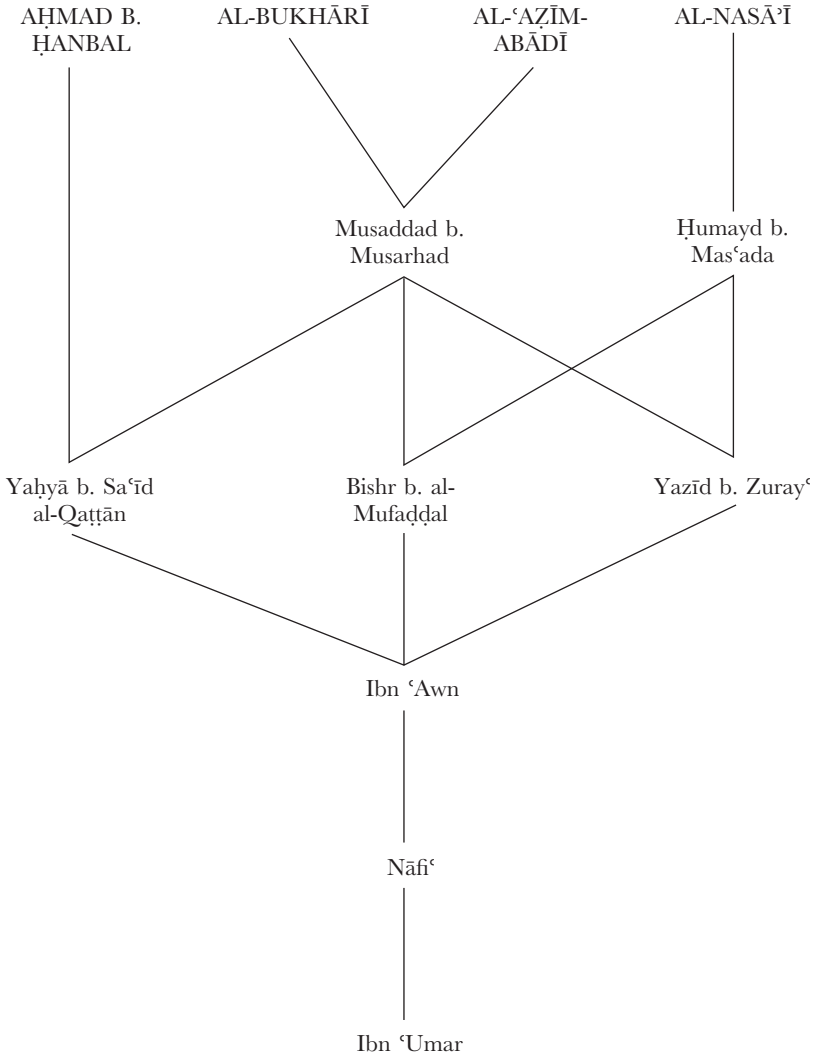 AḤMAD B.
ḤANBAL
AL-BUKHĀRĪ
AL-ʿAẒĪM-
ABĀDĪ
AL-NASĀʾĪ
Musaddad b.
Musarhad
Ḥumayd b.
Masʿada
Yaḥyā b. Saʿīd
al-Qaṭṭān
Bishr b. al-
Mufaḍḍal
Yazīd b. Zurayʿ
Ibn ʿAwn
Nāfiʿ
Ibn ʿUmar